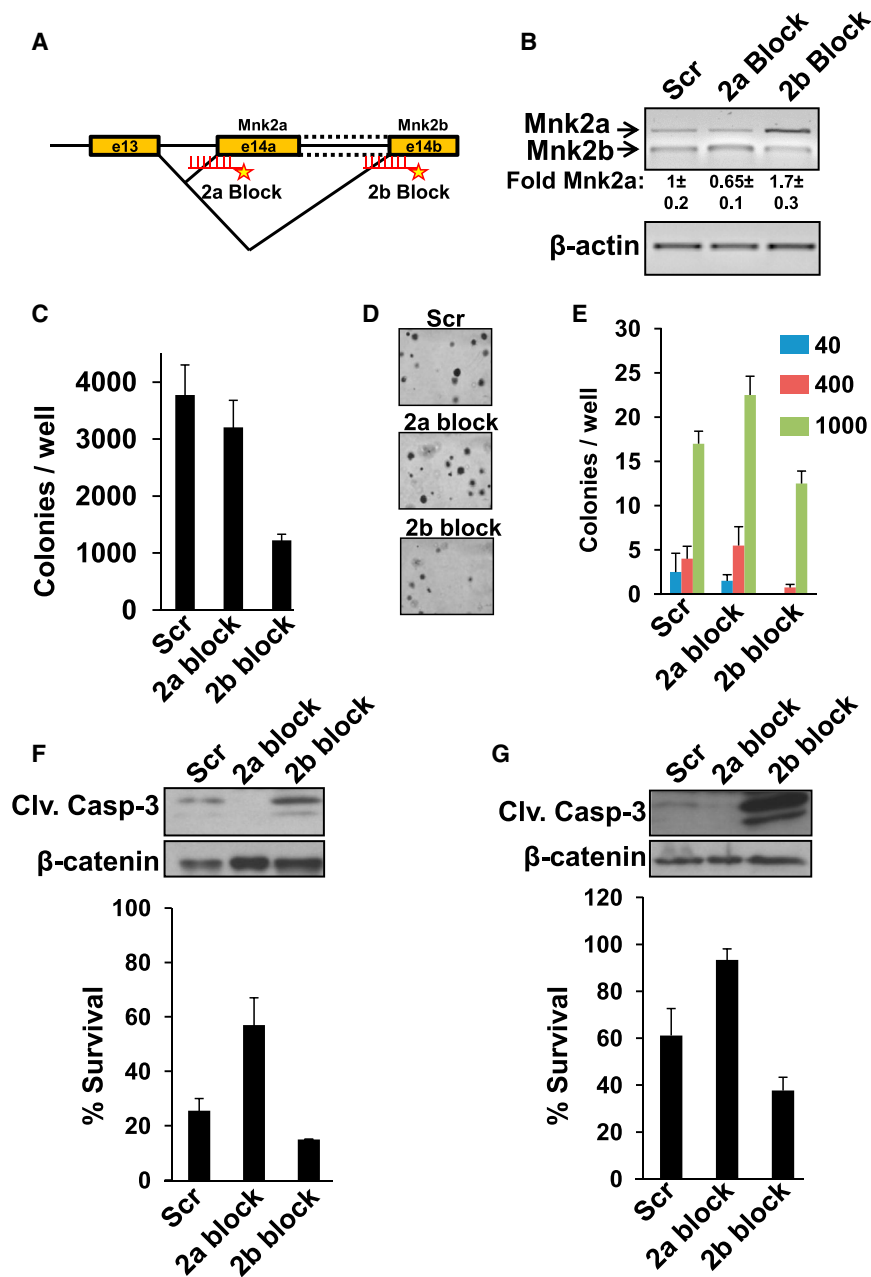 A
Mnk2a
Mnk2b
e13
e14a
e14b
2a Block
2b Block
B
Scr
2a Block
2b Block
Mnk2a
Mnk2b
Fold Mnk2a: 1± 0.65± 1.7±
0.2 0.1 0.3
β-actin
C
Colonies / well
4000
3000
2000
1000
0
Scr
2a block
2b block
D
Scr
2a block
2b block
E
Colonies / well
30
25
20
15
10
5
0
40
400
1000
Scr
2a block
2b block
F
Scr
2a block
2b block
Clv. Casp-3
β-catenin
% Survival
100
80
60
40
20
0
Scr
2a block
2b block
G
Scr
2a block
2b block
Clv. Casp-3
β-catenin
% Survival
120
100
80
60
40
20
0
Scr
2a block
2b block